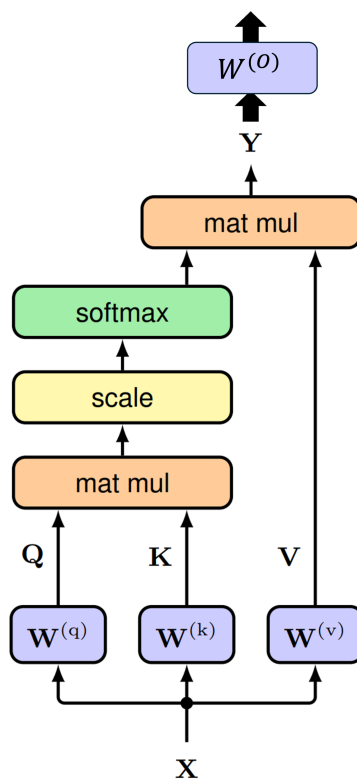 W^(O)
Y
mat mul
softmax
scale
mat mul
Q K V
W^(q) W^(k) W^(v)
X